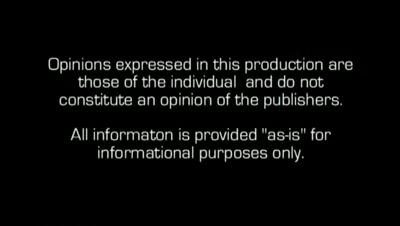 Opinions expressed in this production are
those of the individual and do not
constitute an opinion of the publishers.
All informaton is provided "as-is" for
informational purposes only.